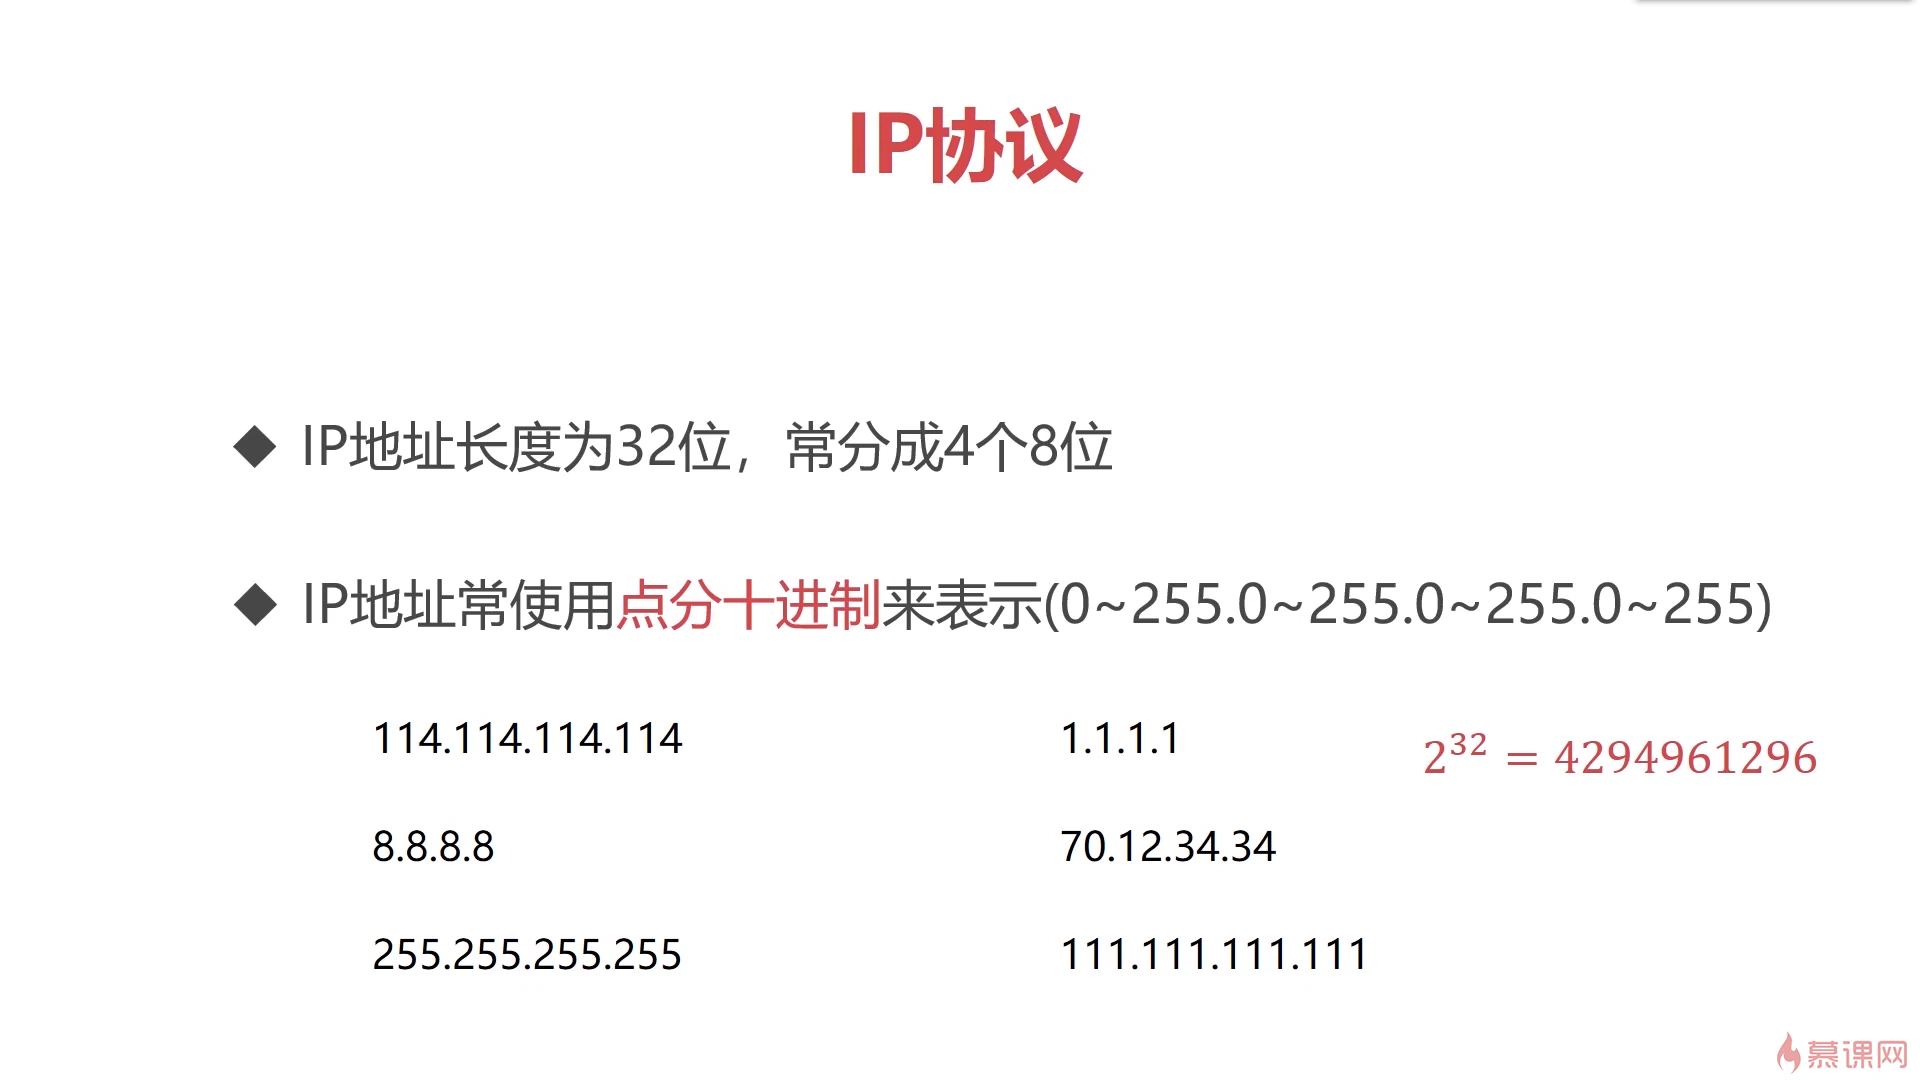 IP协议
◆ IP地址长度为32位，常分成4个8位
◆ IP地址常使用点分十进制来表示(0~255.0~255.0~255.0~255)
114.114.114.114 1.1.1.1 2³² = 4294961296
8.8.8.8 70.12.34.34
255.255.255.255 111.111.111.111
慕课网